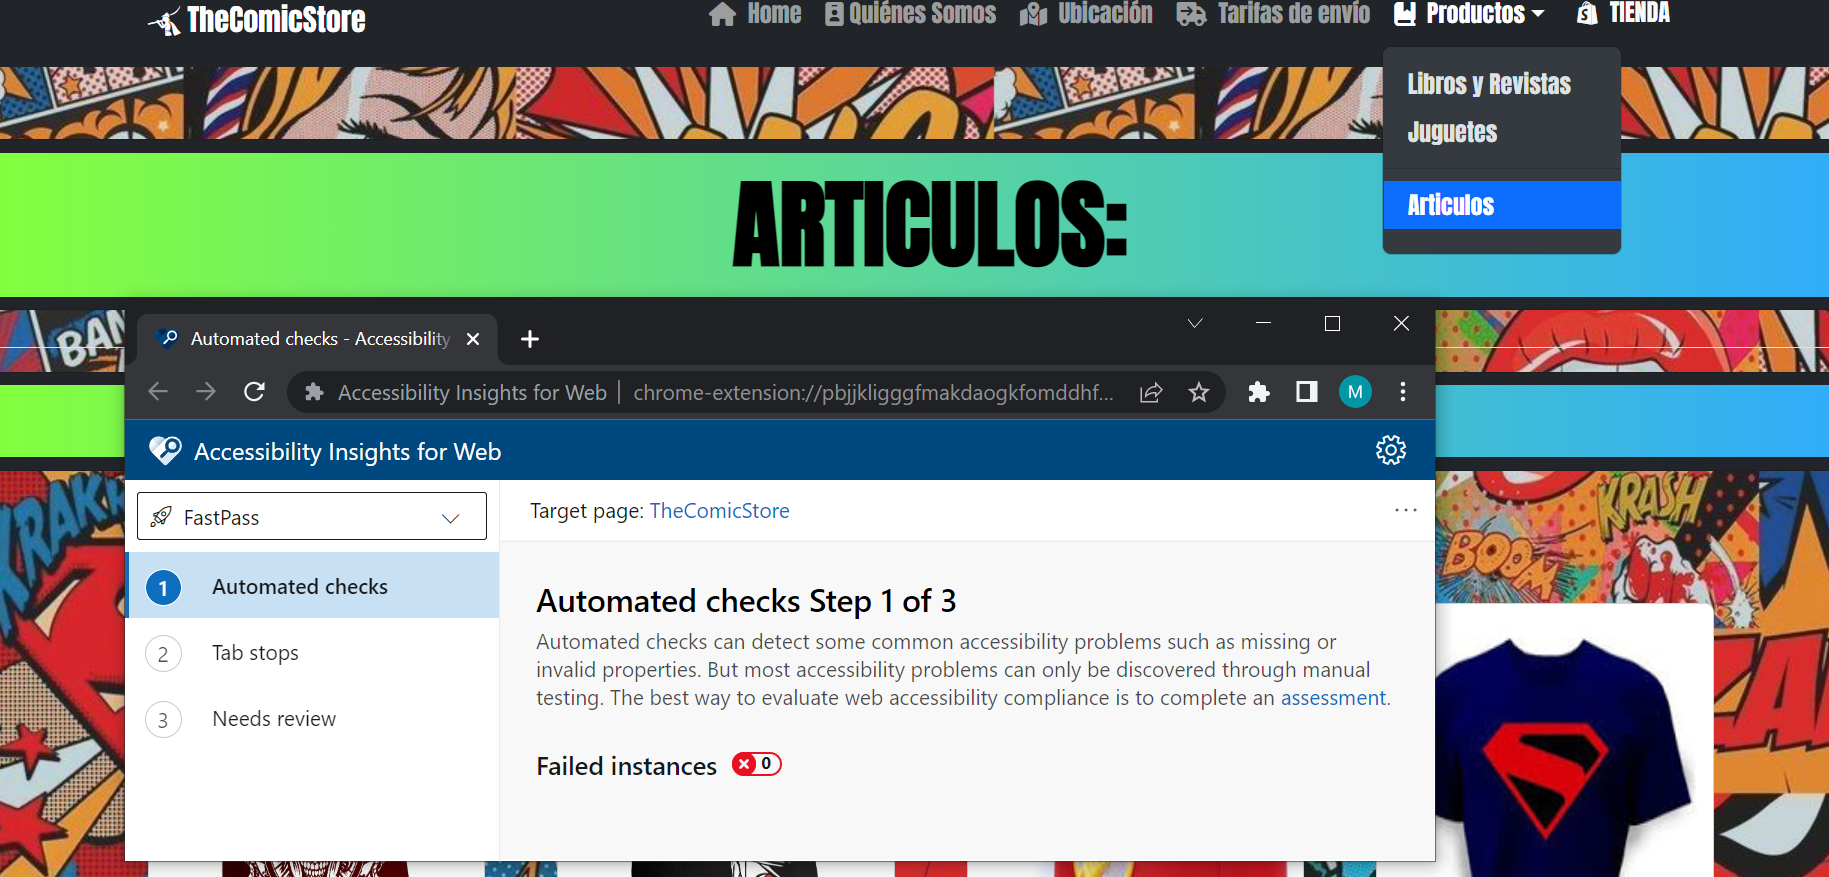 TheComicStore
Home Quiénes Somos Ubicación Tarifas de envío Productos TIENDA
Libros y Revistas
Juguetes
Articulos
ARTICULOS:
BAN
Automated checks - Accessibility
Accessibility Insights for Web | chrome-extension://pbjjkligggfmakdaogkfomddhf...
M
Accessibility Insights for Web
FastPass
Target page: TheComicStore
1 Automated checks
2 Tab stops
3 Needs review
Automated checks Step 1 of 3
Automated checks can detect some common accessibility problems such as missing or
invalid properties. But most accessibility problems can only be discovered through manual
testing. The best way to evaluate web accessibility compliance is to complete an assessment.
Failed instances 0
KRAK
KRASH
BOOM
ZA